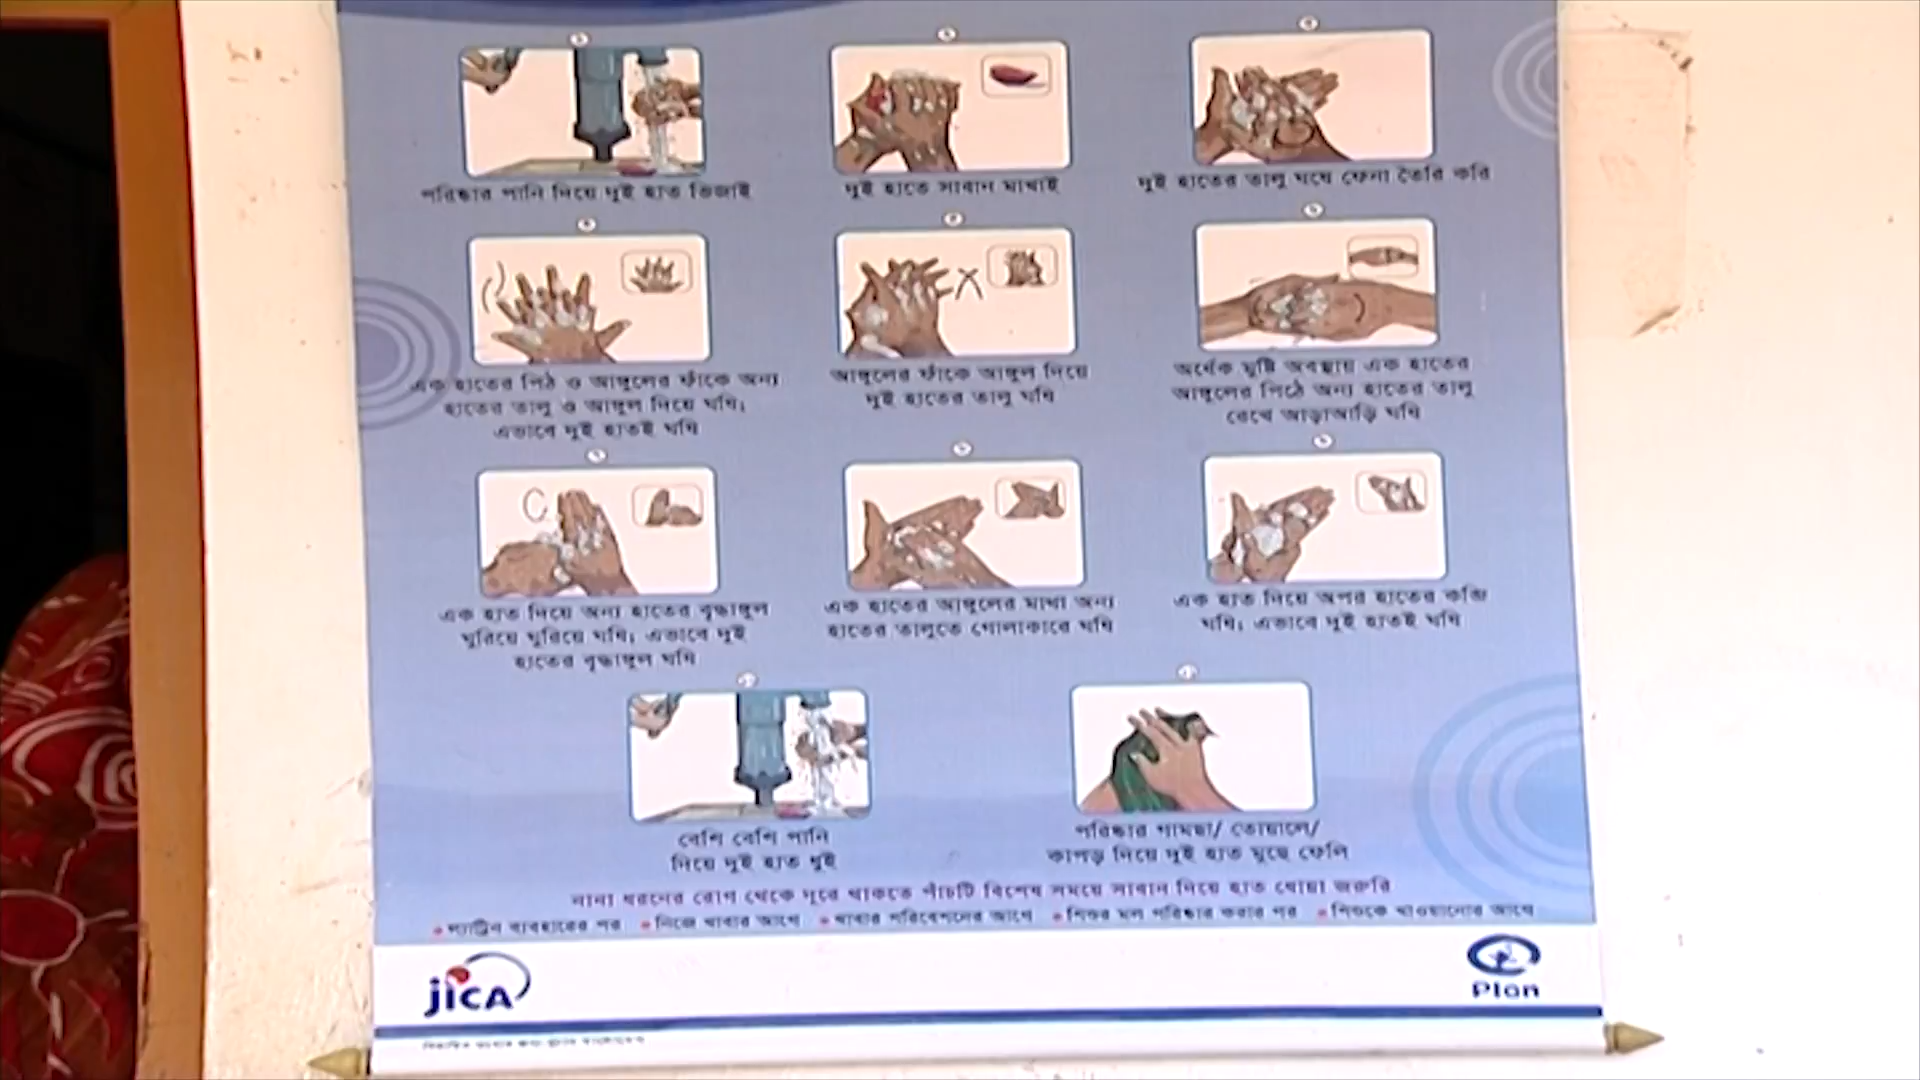 পরিষ্কার পানি দিয়ে দুই হাত ভিজাই
দুই হাতে সাবান মাখাই
দুই হাতের তালু ঘষে ফেনা তৈরি করি
এক হাতের পিঠ ও আঙ্গুলের ফাঁকে অন্য
হাতের তালু ও আঙ্গুল দিয়ে ঘষি।
এভাবে দুই হাতই ঘষি
আঙ্গুলের ফাঁকে আঙ্গুল দিয়ে
দুই হাতের তালু ঘষি
অর্ধেক মুষ্টি অবস্থায় এক হাতের
আঙ্গুলের পিঠে অন্য হাতের তালু
রেখে আড়াআড়ি ঘষি
এক হাত দিয়ে অন্য হাতের বৃদ্ধাঙ্গুল
ঘুরিয়ে ঘুরিয়ে ঘষি। এভাবে দুই
হাতের বৃদ্ধাঙ্গুল ঘষি
এক হাতের আঙ্গুলের মাথা অন্য
হাতের তালুতে গোলাকারে ঘষি
এক হাত দিয়ে অপর হাতের কব্জি
ঘষি। এভাবে দুই হাতই ঘষি
বেশি বেশি পানি
দিয়ে দুই হাত ধুই
পরিষ্কার গামছা/ তোয়ালে/
কাপড় দিয়ে দুই হাত মুছে ফেলি
নানা ধরনের রোগ থেকে দূরে থাকতে পাঁচটি বিশেষ সময়ে সাবান দিয়ে হাত ধোয়া জরুরি
• ল্যাট্রিন ব্যবহারের পর • নিজে খাবার আগে • খাবার পরিবেশনের আগে • শিশুর মল পরিষ্কার করার পর • শিশুকে খাওয়ানোর আগে
jiCA
Plan